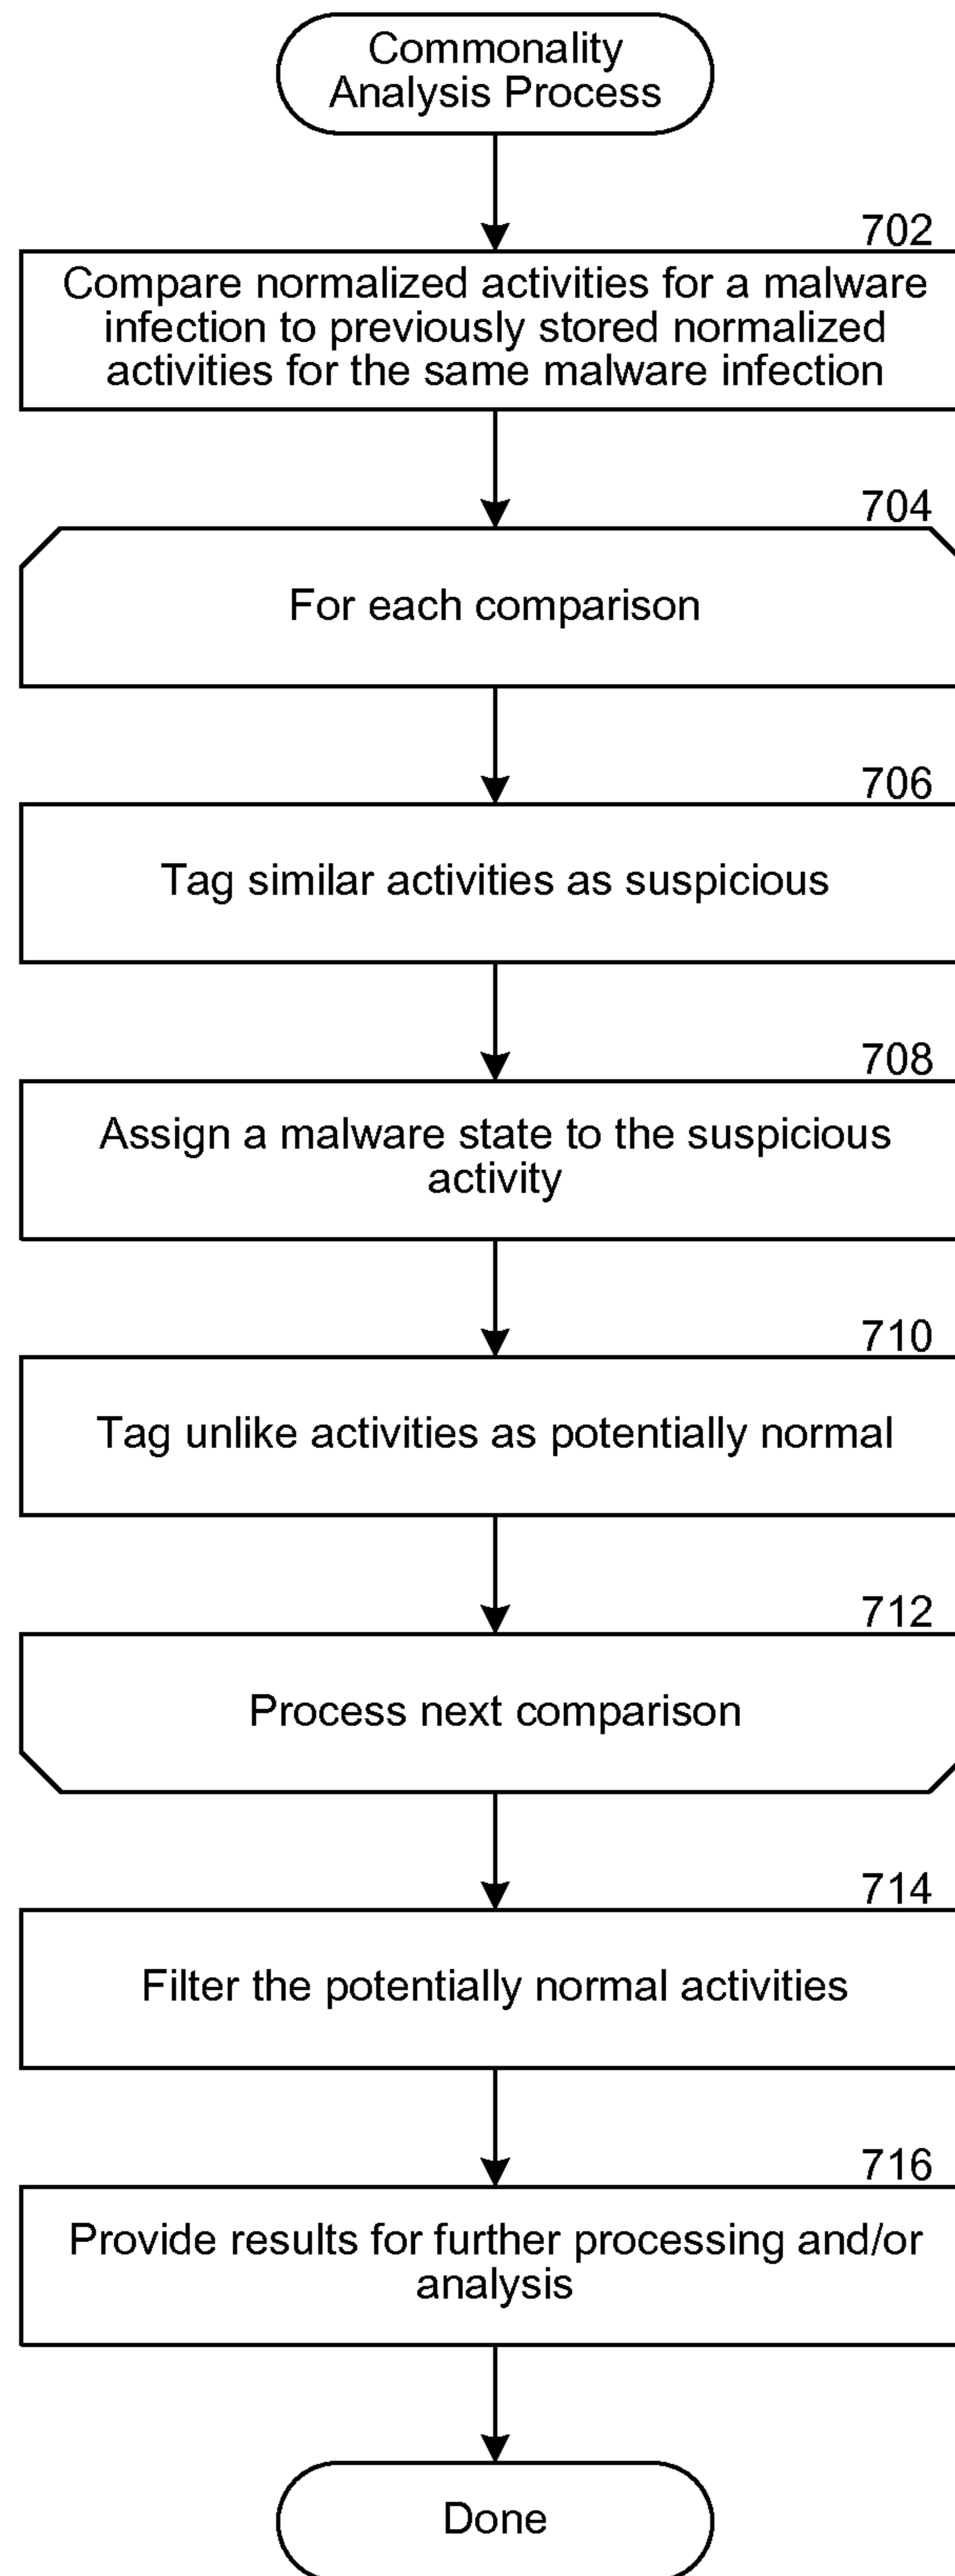 Commonality
Analysis Process
702
Compare normalized activities for a malware
infection to previously stored normalized
activities for the same malware infection
704
For each comparison
706
Tag similar activities as suspicious
708
Assign a malware state to the suspicious
activity
710
Tag unlike activities as potentially normal
712
Process next comparison
714
Filter the potentially normal activities
716
Provide results for further processing and/or
analysis
Done